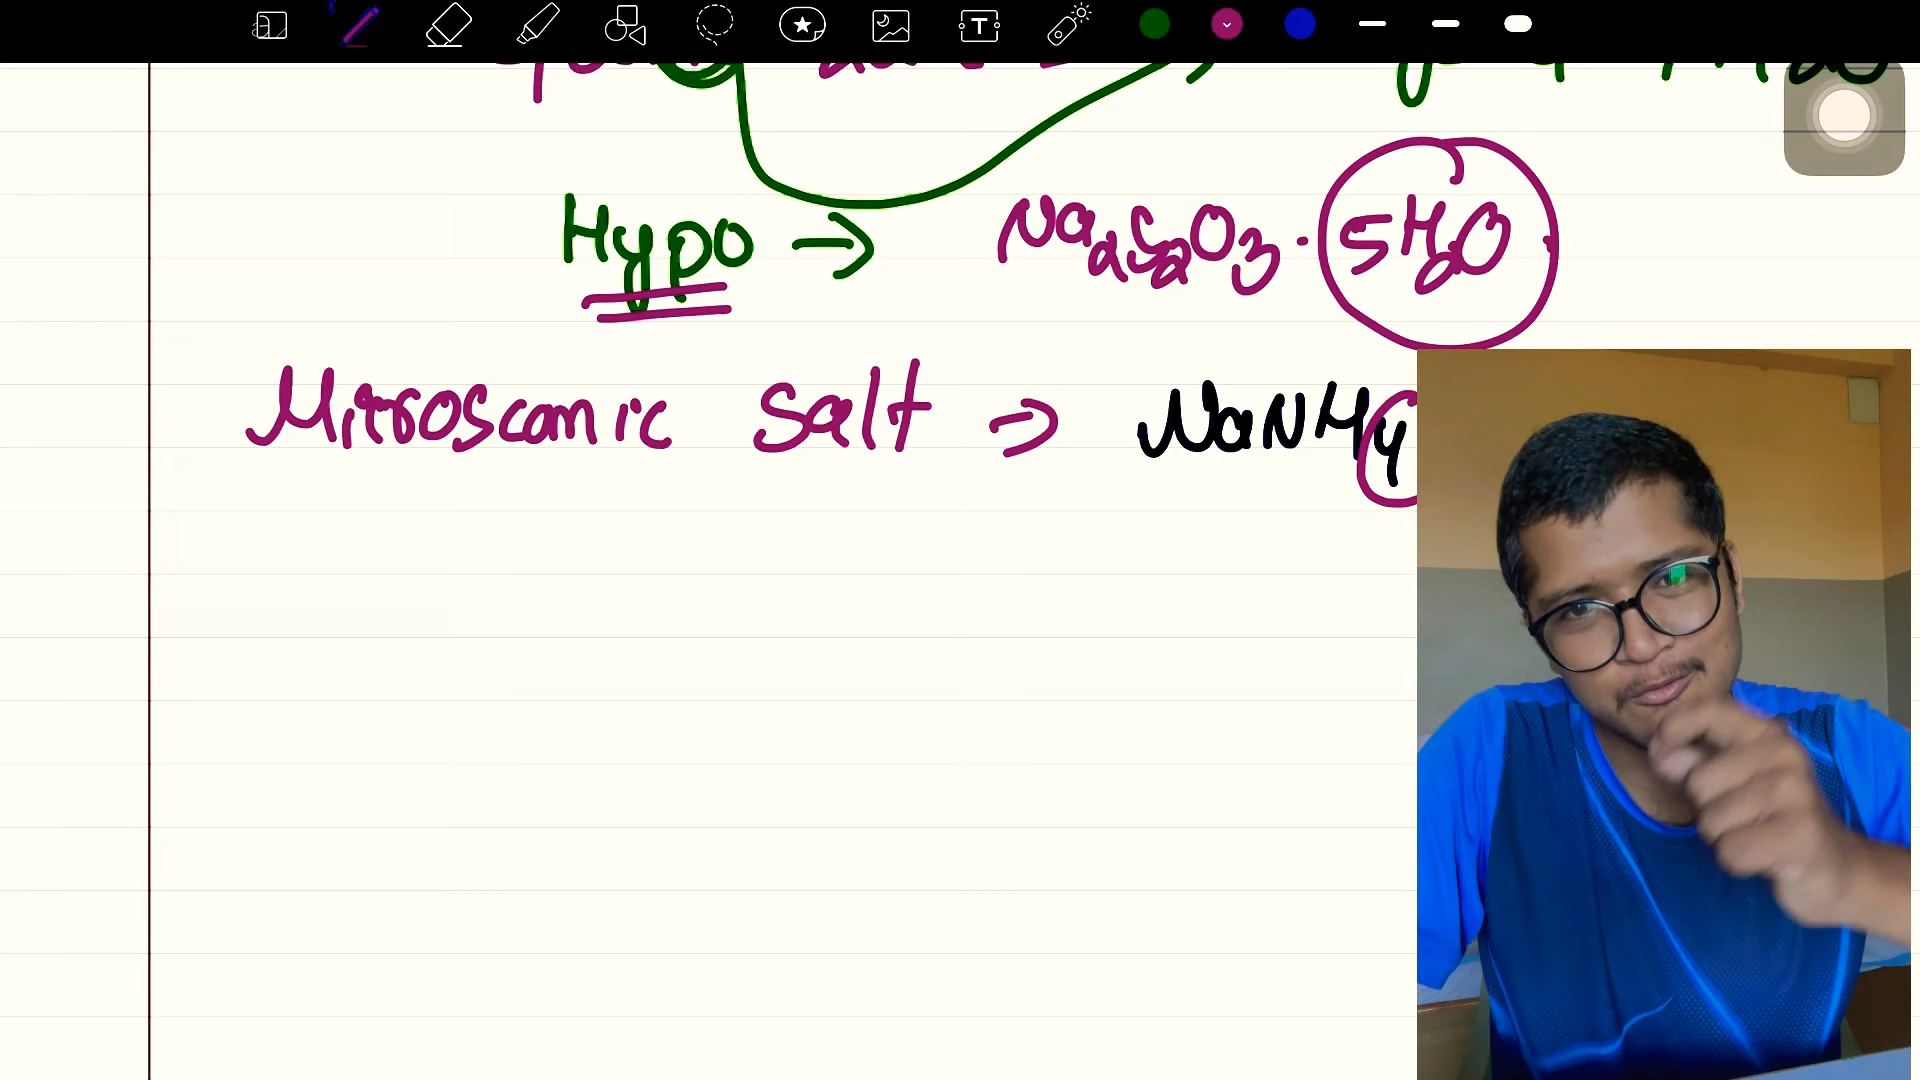 Hypo → Na2S2O3 · 5H2O
Microscomic Salt → NaNH4